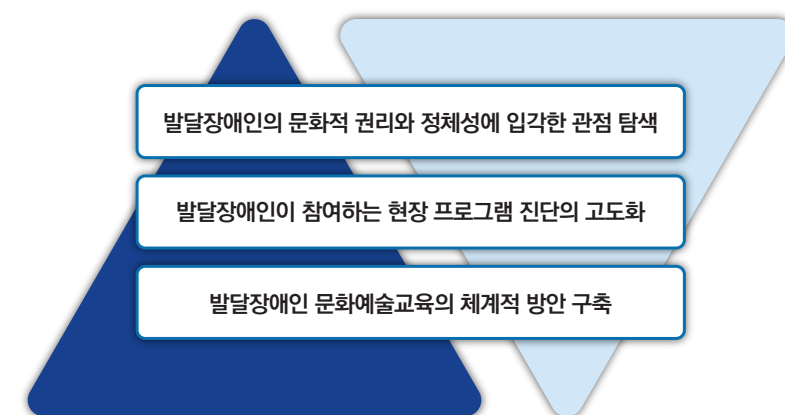 발달장애인의 문화적 권리와 정체성에 입각한 관점 탐색
발달장애인이 참여하는 현장 프로그램 진단의 고도화
발달장애인 문화예술교육의 체계적 방안 구축